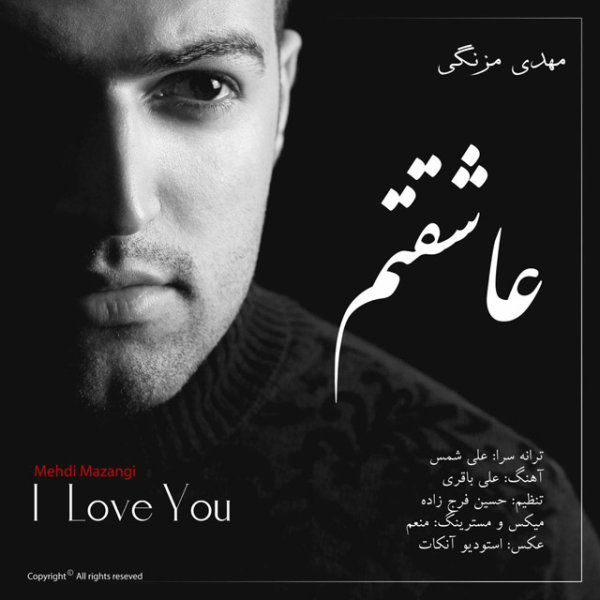 مهدی مزنگی
عاشقتم
ترانه سرا: علی شمس
آهنگ: علی باقری
تنظیم: حسین فرج زاده
میکس و مسترینگ: منعم
عکس: استودیو آنکات
Mehdi Mazangi
I Love You
Copyright© All rights reseved